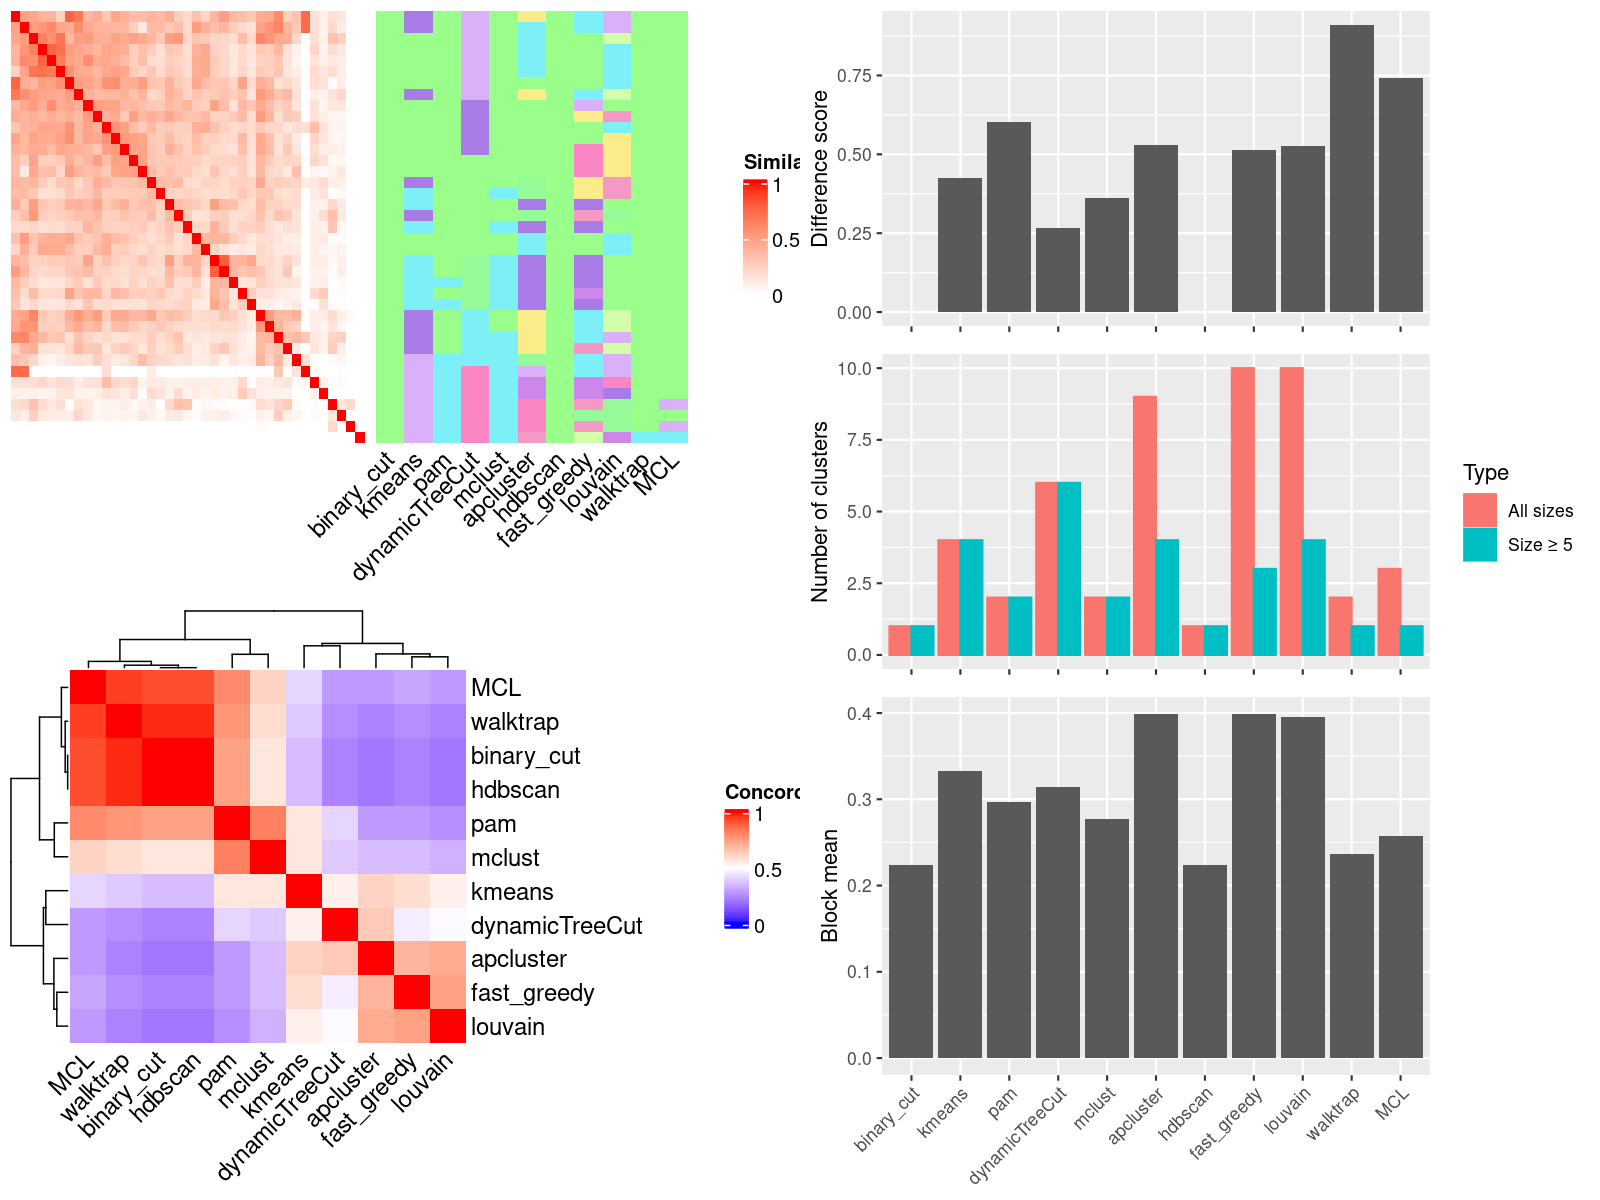 Simila
1
0.5
0
binary_cut
kmeans
pam
dynamicTreeCut
mclust
apcluster
hdbscan
fast_greedy
louvain
walktrap
MCL
Difference score
0.75
0.50
0.25
0.00
Number of clusters
10.0
7.5
5.0
2.5
0.0
Type
All sizes
Size ≥ 5
MCL
walktrap
binary_cut
hdbscan
pam
mclust
kmeans
dynamicTreeCut
apcluster
fast_greedy
louvain
MCL
walktrap
binary_cut
hdbscan
pam
mclust
kmeans
dynamicTreeCut
apcluster
fast_greedy
louvain
Concord
1
0.5
0
Block mean
0.4
0.3
0.2
0.1
0.0
binary_cut
kmeans
pam
dynamicTreeCut
mclust
apcluster
hdbscan
fast_greedy
louvain
walktrap
MCL